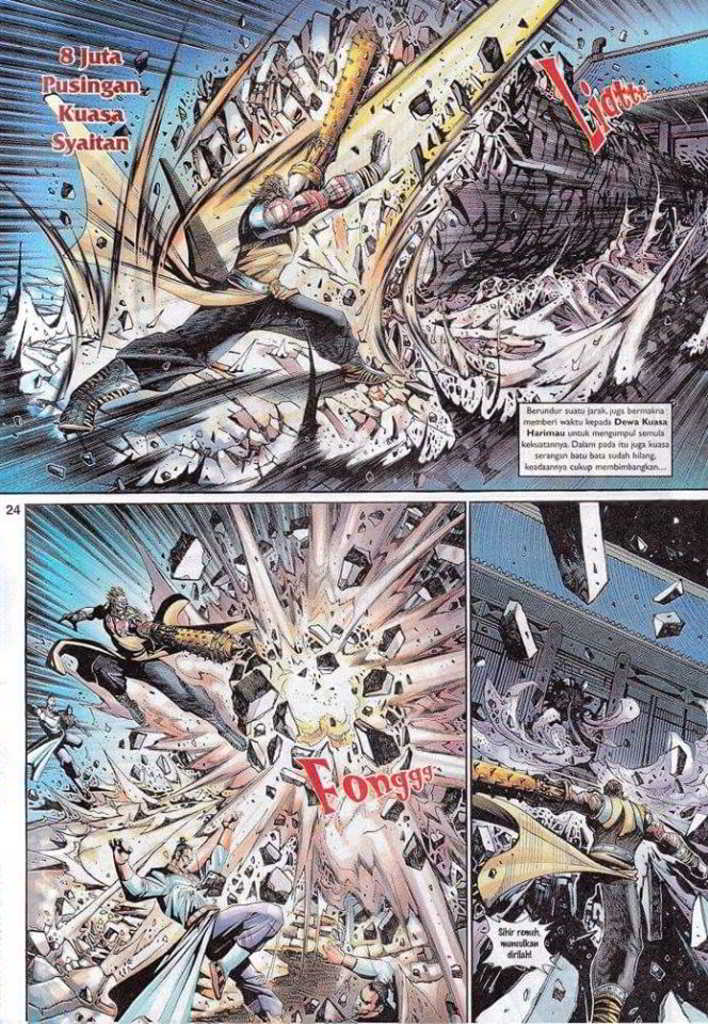 8 Juta
Pusingan
Kuasa
Syaitan
Liattt
Berundur suatu jarak, juga bermakna
memberi waktu kepada Dewa Kuasa
Harimau untuk mengumpul semula
kekuatannya. Dalam pada itu juga kuasa
serangan batu bata sudah hilang,
keadaannya cukup membimbangkan...
24
Fonggg
Sihir remuh,
munculkan
dirilah!